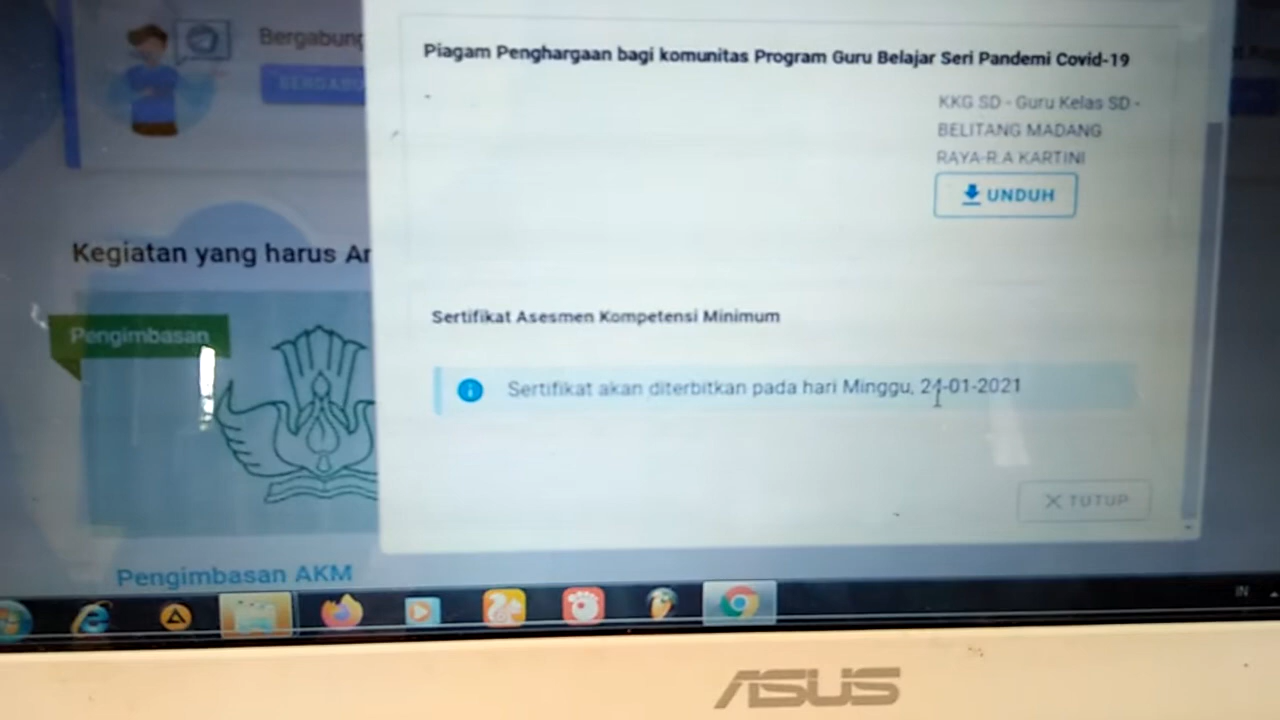 Bergabung
Piagam Penghargaan bagi komunitas Program Guru Belajar Seri Pandemi Covid-19
KKG SD - Guru Kelas SD -
BELITANG MADANG
RAYA-R.A KARTINI
UNDUH
Kegiatan yang harus An
Pengimbasan
Sertifikat Asesmen Kompetensi Minimum
Sertifikat akan diterbitkan pada hari Minggu, 24-01-2021
TUTUP
Pengimbasan AKM
IN
ASUS